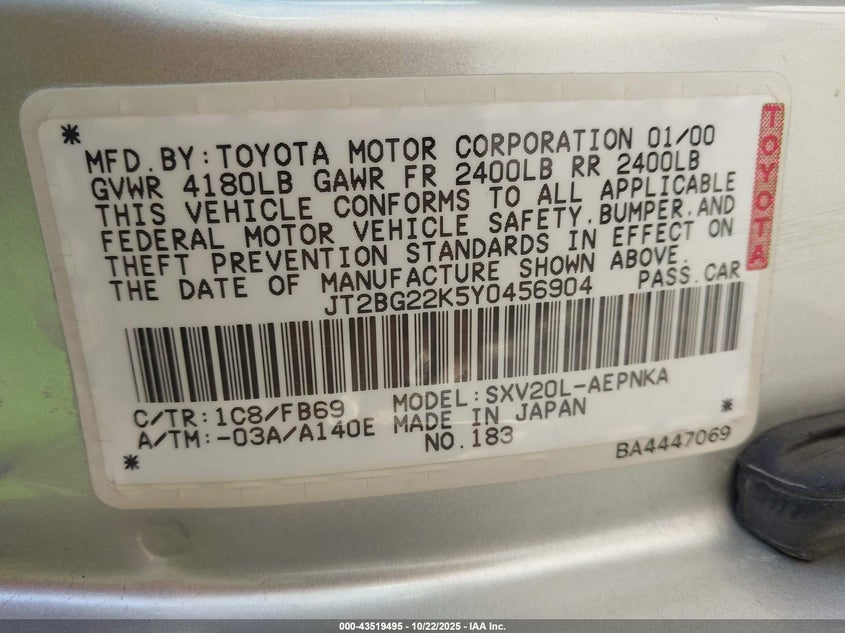 *
MFD.BY:TOYOTA MOTOR CORPORATION 01/00
GVWR 4180LB GAWR FR 2400LB RR 2400LB
THIS VEHICLE CONFORMS TO ALL APPLICABLE
FEDERAL MOTOR VEHICLE SAFETY,BUMPER,AND
THEFT PREVENTION STANDARDS IN EFFECT ON
THE DATE OF MANUFACTURE SHOWN ABOVE.
JT2BG22K5Y0456904 PASS.CAR
C/TR:1C8/FB69 MODEL:SXV20L-AEPNKA
A/TM:-03A/A140E MADE IN JAPAN *
* NO.183 BA4447069
TOYOTA
000-43519495 - 10/22/2025 - IAA Inc.